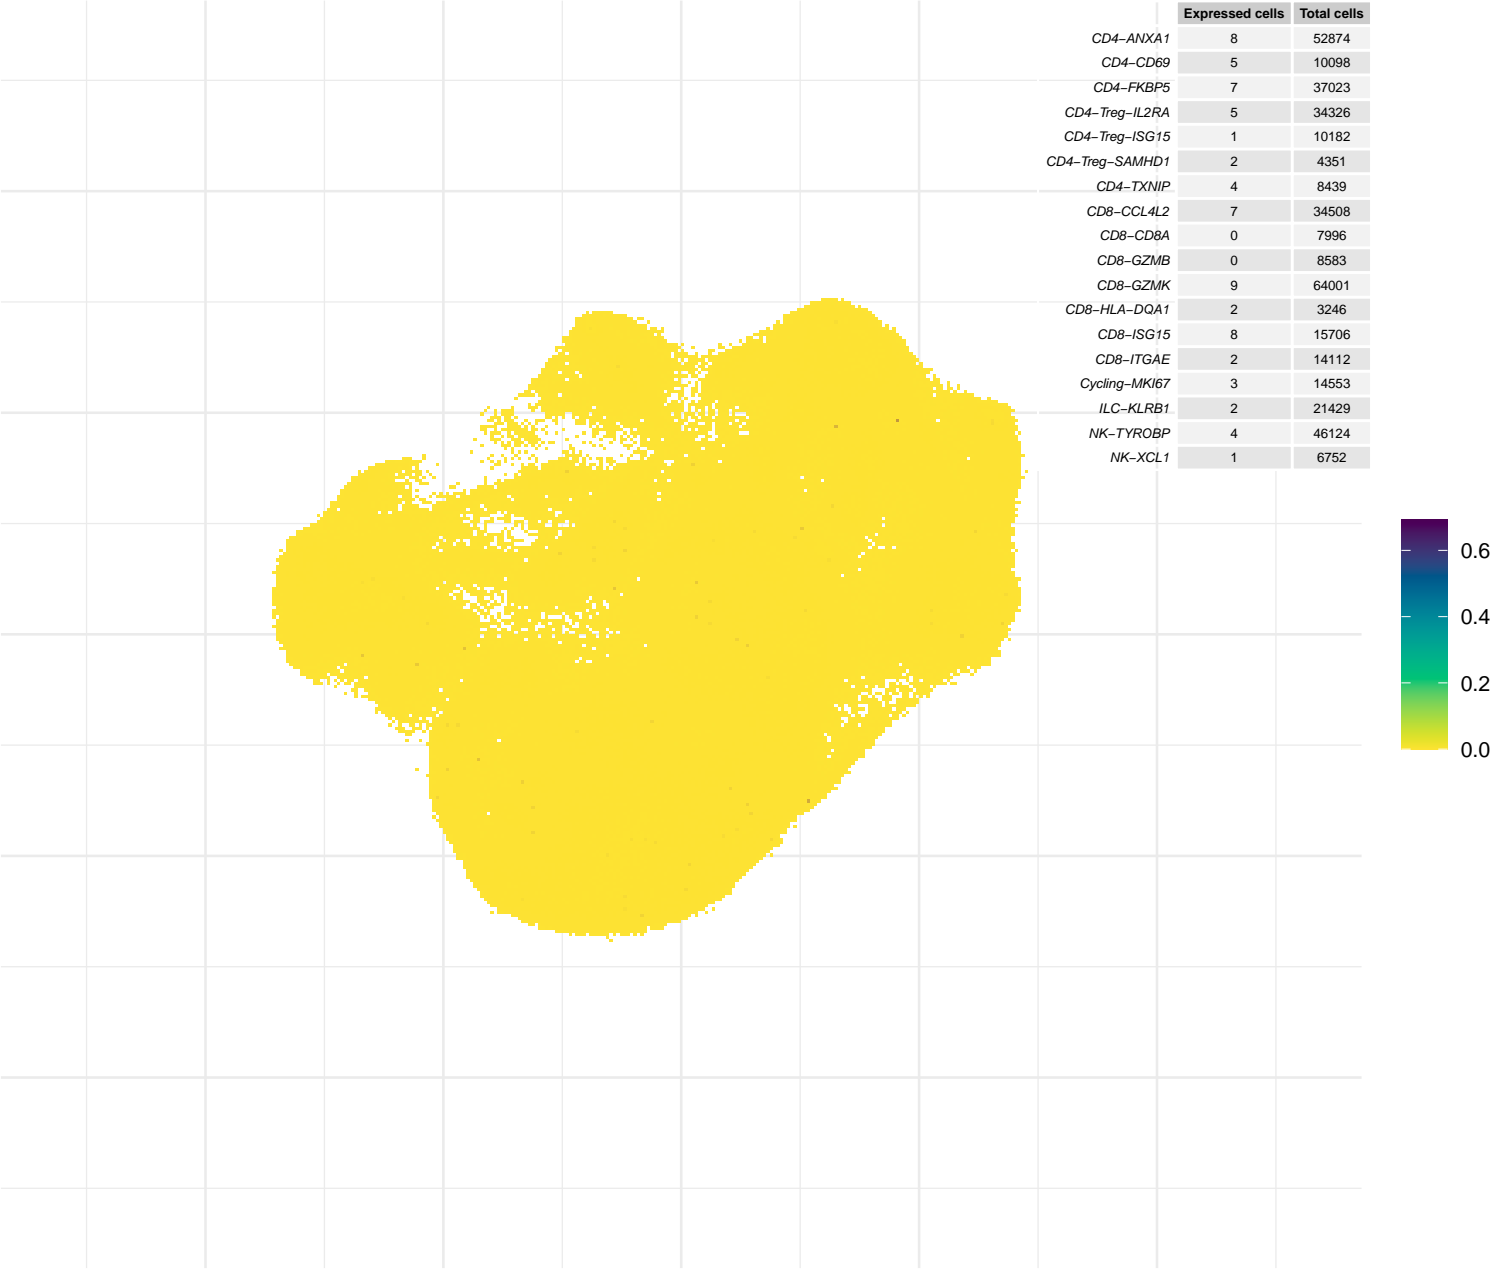 Expressed cells Total cells
CD4−ANXA1 8 52874
CD4−CD69 5 10098
CD4−FKBP5 7 37023
CD4−Treg−IL2RA 5 34326
CD4−Treg−ISG15 1 10182
CD4−Treg−SAMHD1 2 4351
CD4−TXNIP 4 8439
CD8−CCL4L2 7 34508
CD8−CD8A 0 7996
CD8−GZMB 0 8583
CD8−GZMK 9 64001
CD8−HLA−DQA1 2 3246
CD8−ISG15 8 15706
CD8−ITGAE 2 14112
Cycling−MKI67 3 14553
ILC−KLRB1 2 21429
NK−TYROBP 4 46124
NK−XCL1 1 6752
0.6
0.4
0.2
0.0